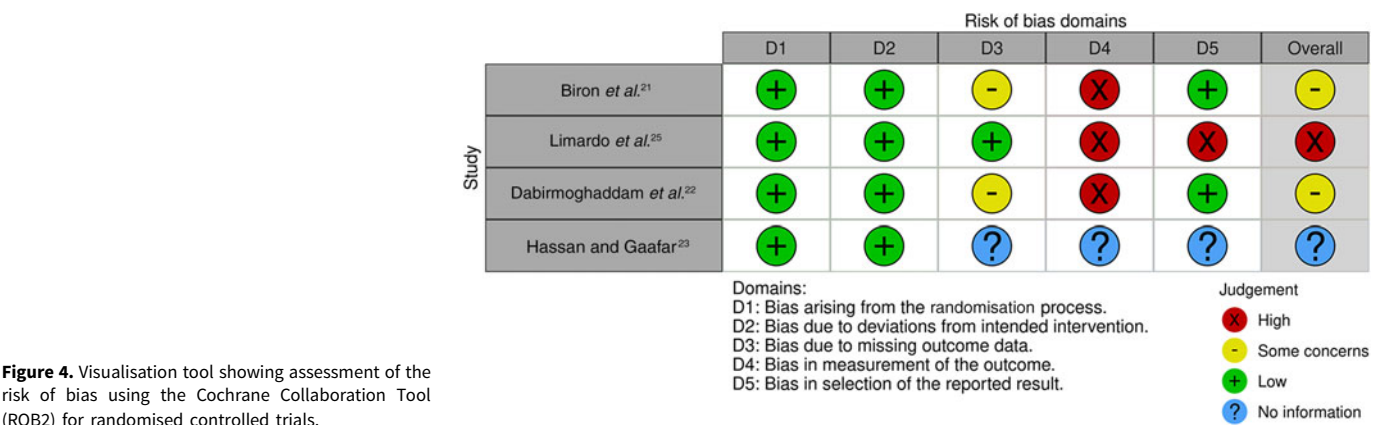 Risk of bias domains
D1 D2 D3 D4 D5 Overall
Study
Biron et al.21 + + - X + -
Limardo et al.25 + + + X X X
Dabirmoghaddam et al.22 + + - X + -
Hassan and Gaafar23 + + ? ? ? ?
Domains:
D1: Bias arising from the randomisation process.
D2: Bias due to deviations from intended intervention.
D3: Bias due to missing outcome data.
D4: Bias in measurement of the outcome.
D5: Bias in selection of the reported result.
Judgement
X High
- Some concerns
+ Low
? No information
Figure 4. Visualisation tool showing assessment of the
risk of bias using the Cochrane Collaboration Tool
(ROB2) for randomised controlled trials.